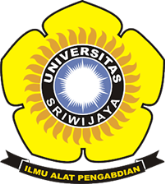 UNIVERSITAS
SRIWIJAYA
ILMU ALAT PENGABDIAN